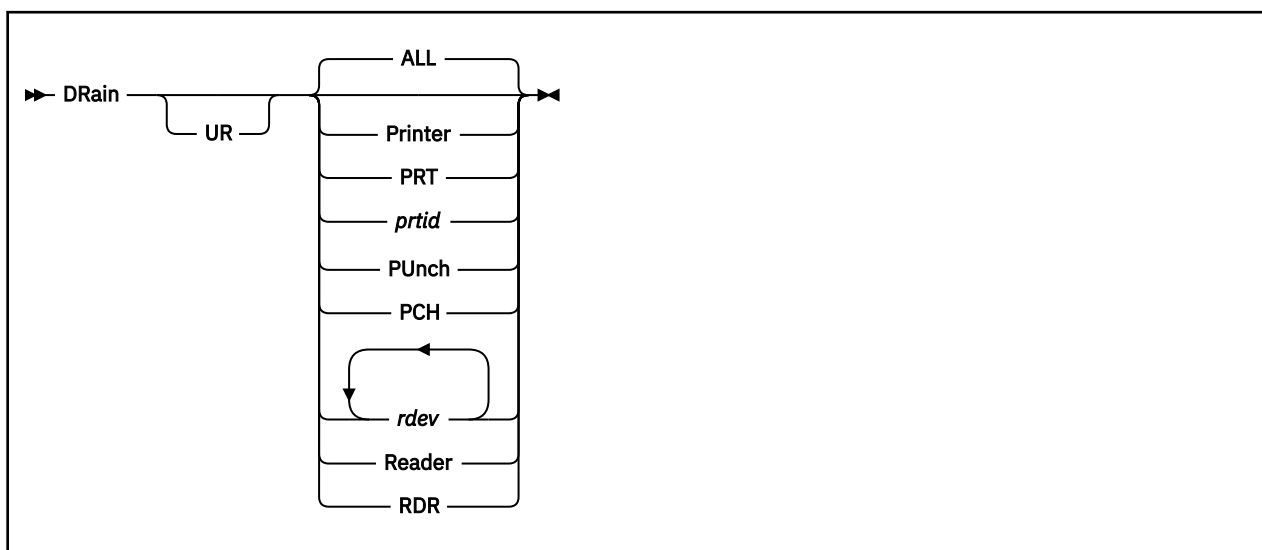 ALL
DRain
UR
Printer
PRT
prtid
PUnch
PCH
rdev
Reader
RDR